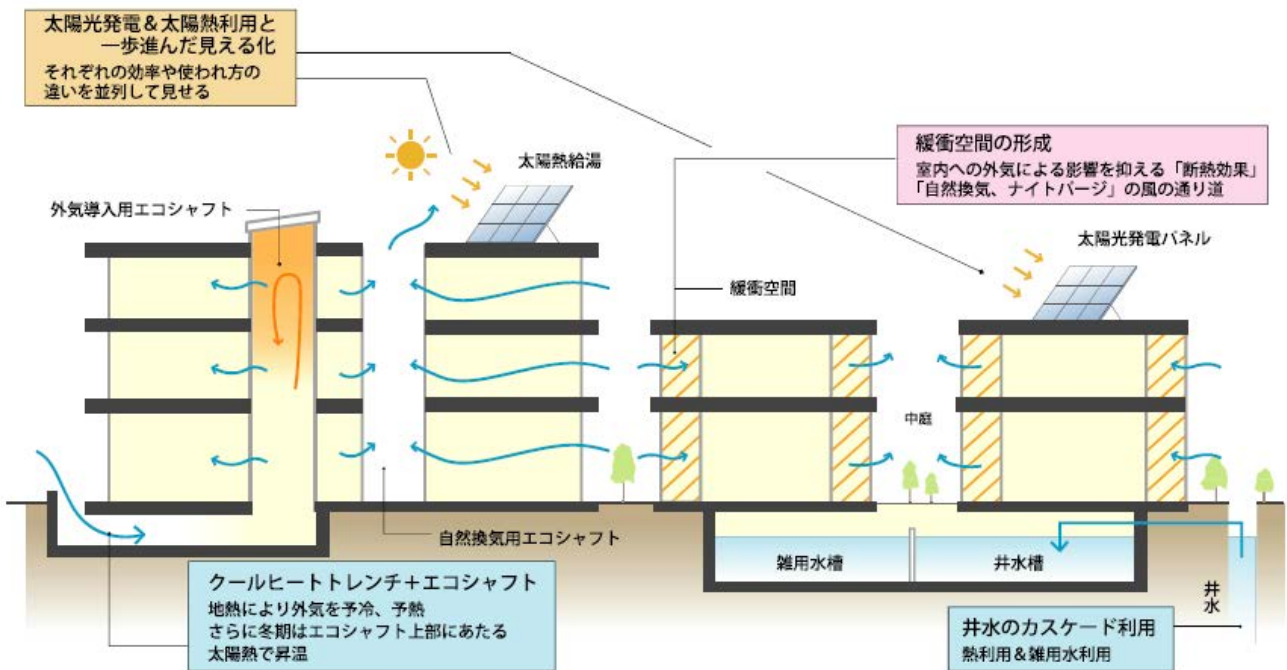 太陽光発電&太陽熱利用と
一歩進んだ見える化
それぞれの効率や使われ方の
違いを並列して見せる
緩衝空間の形成
室内への外気による影響を抑える「断熱効果」
「自然換気、ナイトパージ」の風の通り道
太陽熱給湯
外気導入用エコシャフト
太陽光発電パネル
緩衝空間
中庭
自然換気用エコシャフト
雑用水槽
井水槽
井水
クールヒートトレンチ+エコシャフト
地熱により外気を予冷、予熱
さらに冬期はエコシャフト上部にあたる
太陽熱で昇温
井水のカスケード利用
熱利用&雑用水利用